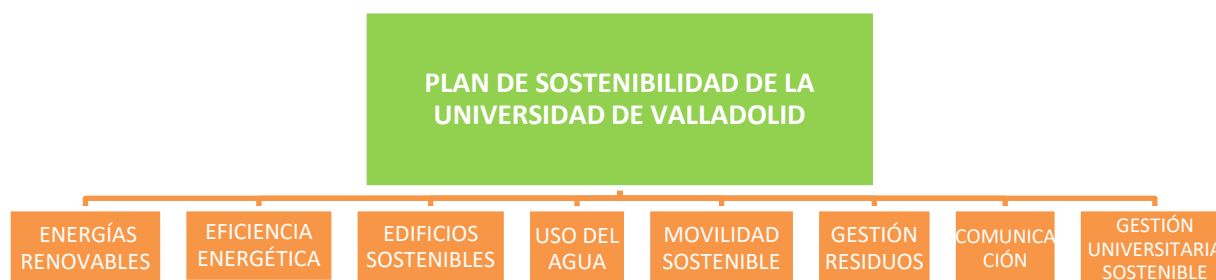 PLAN DE SOSTENIBILIDAD DE LA
UNIVERSIDAD DE VALLADOLID
ENERGÍAS
RENOVABLES
EFICIENCIA
ENERGÉTICA
EDIFICIOS
SOSTENIBLES
USO DEL
AGUA
MOVILIDAD
SOSTENIBLE
GESTIÓN
RESIDUOS
COMUNICA
CIÓN
GESTIÓN
UNIVERSITARIA
SOSTENIBLE